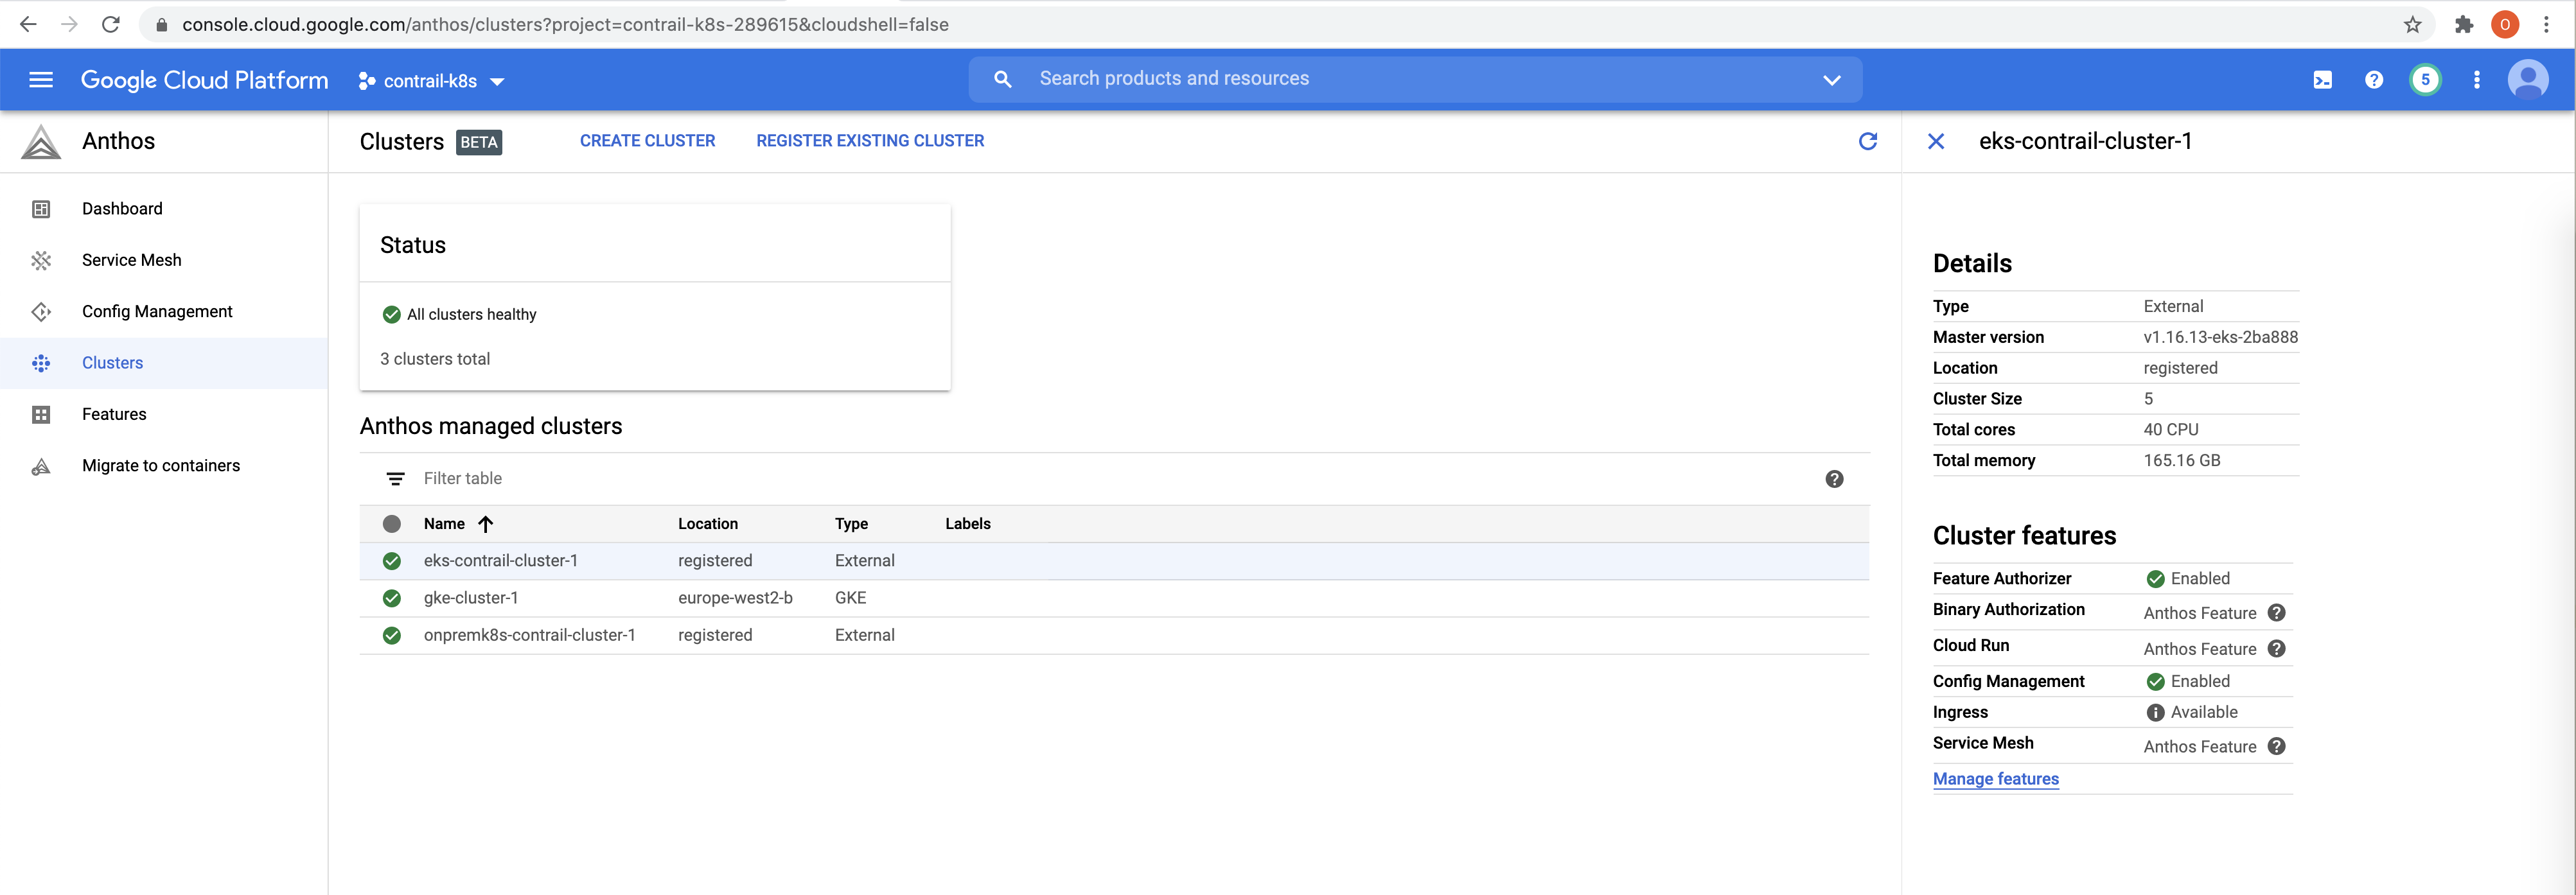 console.cloud.google.com/anthos/clusters?project=contrail-k8s-289615&cloudshell=false
O
Google Cloud Platform
contrail-k8s
Search products and resources
5
Anthos
Clusters BETA
CREATE CLUSTER
REGISTER EXISTING CLUSTER
eks-contrail-cluster-1
Dashboard
Service Mesh
Config Management
Clusters
Features
Migrate to containers
Status
All clusters healthy
3 clusters total
Anthos managed clusters
Filter table
Name Location Type Labels
eks-contrail-cluster-1 registered External
gke-cluster-1 europe-west2-b GKE
onpremk8s-contrail-cluster-1 registered External
Details
Type External
Master version v1.16.13-eks-2ba888
Location registered
Cluster Size 5
Total cores 40 CPU
Total memory 165.16 GB
Cluster features
Feature Authorizer Enabled
Binary Authorization Anthos Feature
Cloud Run Anthos Feature
Config Management Enabled
Ingress Available
Service Mesh Anthos Feature
Manage features